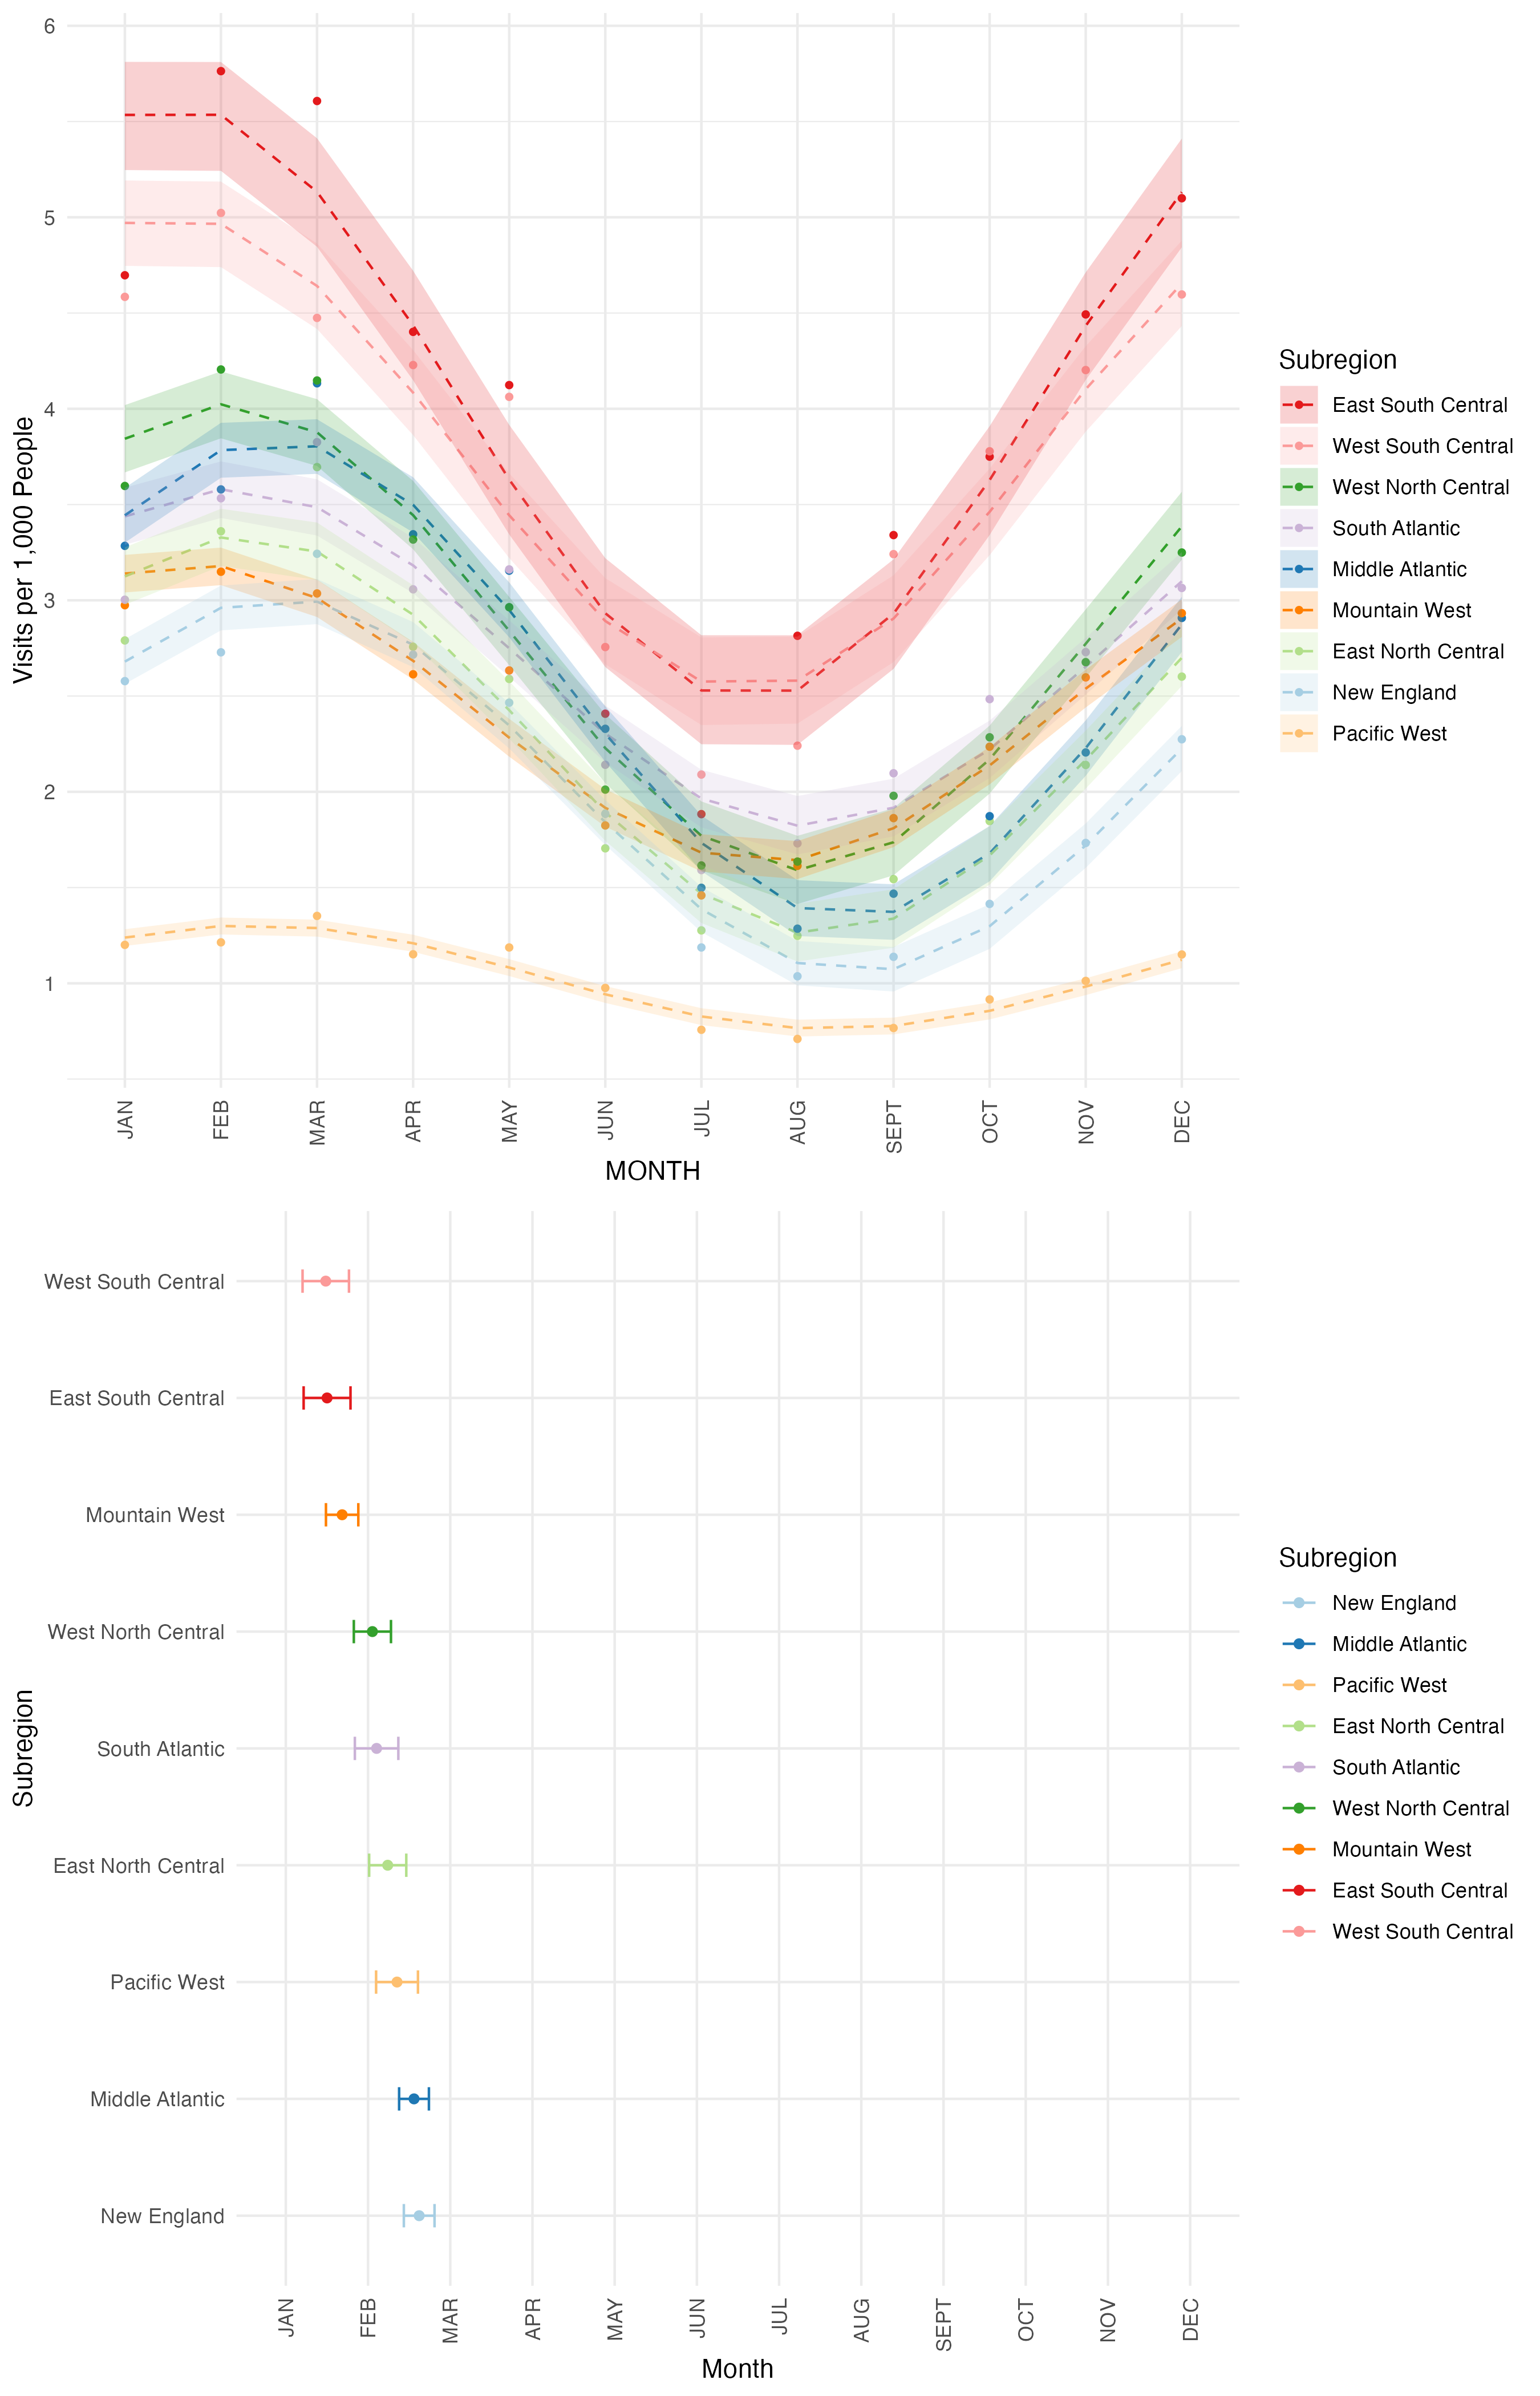 6
5
4
3
2
1
Visits per 1,000 People
JAN
FEB
MAR
APR
MAY
JUN
JUL
AUG
SEPT
OCT
NOV
DEC
MONTH
Subregion
East South Central
West South Central
West North Central
South Atlantic
Middle Atlantic
Mountain West
East North Central
New England
Pacific West
Subregion
West South Central
East South Central
Mountain West
West North Central
South Atlantic
East North Central
Pacific West
Middle Atlantic
New England
JAN
FEB
MAR
APR
MAY
JUN
JUL
AUG
SEPT
OCT
NOV
DEC
Month
Subregion
New England
Middle Atlantic
Pacific West
East North Central
South Atlantic
West North Central
Mountain West
East South Central
West South Central